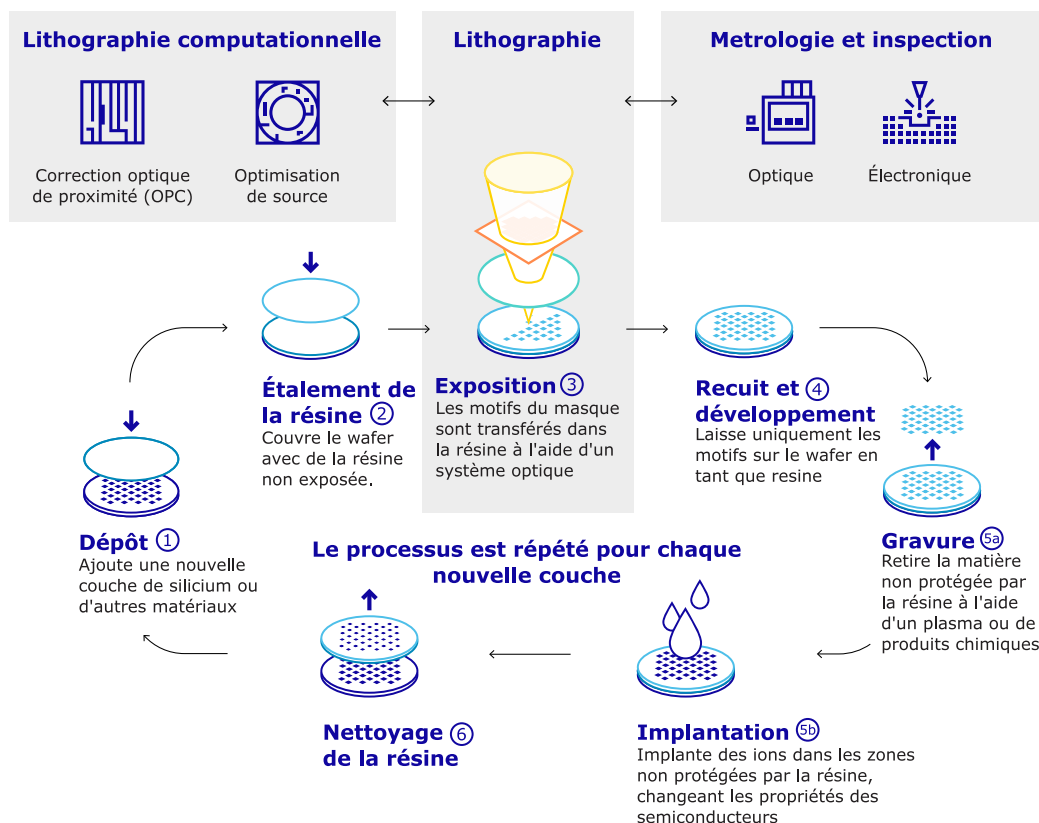 Lithographie computationnelle
Lithographie
Metrologie et inspection
Correction optique
de proximité (OPC)
Optimisation
de source
Optique
Électronique
Étalement de
la résine 2
Couvre le wafer
avec de la résine
non exposée.
Exposition 3
Les motifs du masque
sont transférés dans
la résine à l'aide d'un
système optique
Recuit et 4
développement
Laisse uniquement les
motifs sur le wafer en
tant que resine
Dépôt 1
Ajoute une nouvelle
couche de silicium ou
d'autres matériaux
Le processus est répété pour chaque
nouvelle couche
Gravure 5a
Retire la matière
non protégée par
la résine à l'aide
d'un plasma ou de
produits chimiques
Nettoyage 6
de la résine
Implantation 5b
Implante des ions dans les zones
non protégées par la résine,
changeant les propriétés des
semiconducteurs